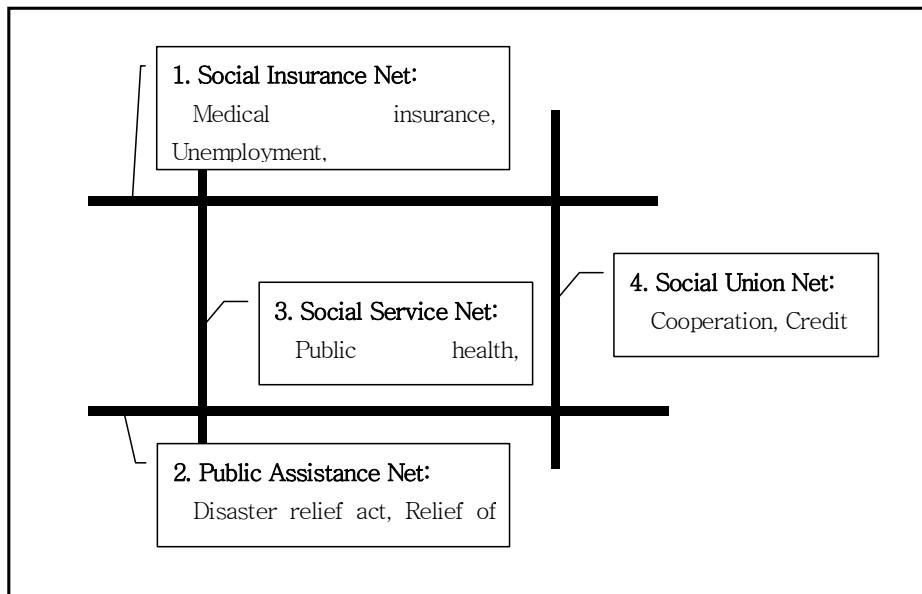 1. Social Insurance Net:
Medical insurance,
Unemployment,
4. Social Union Net:
Cooperation, Credit
3. Social Service Net:
Public health,
2. Public Assistance Net:
Disaster relief act, Relief of